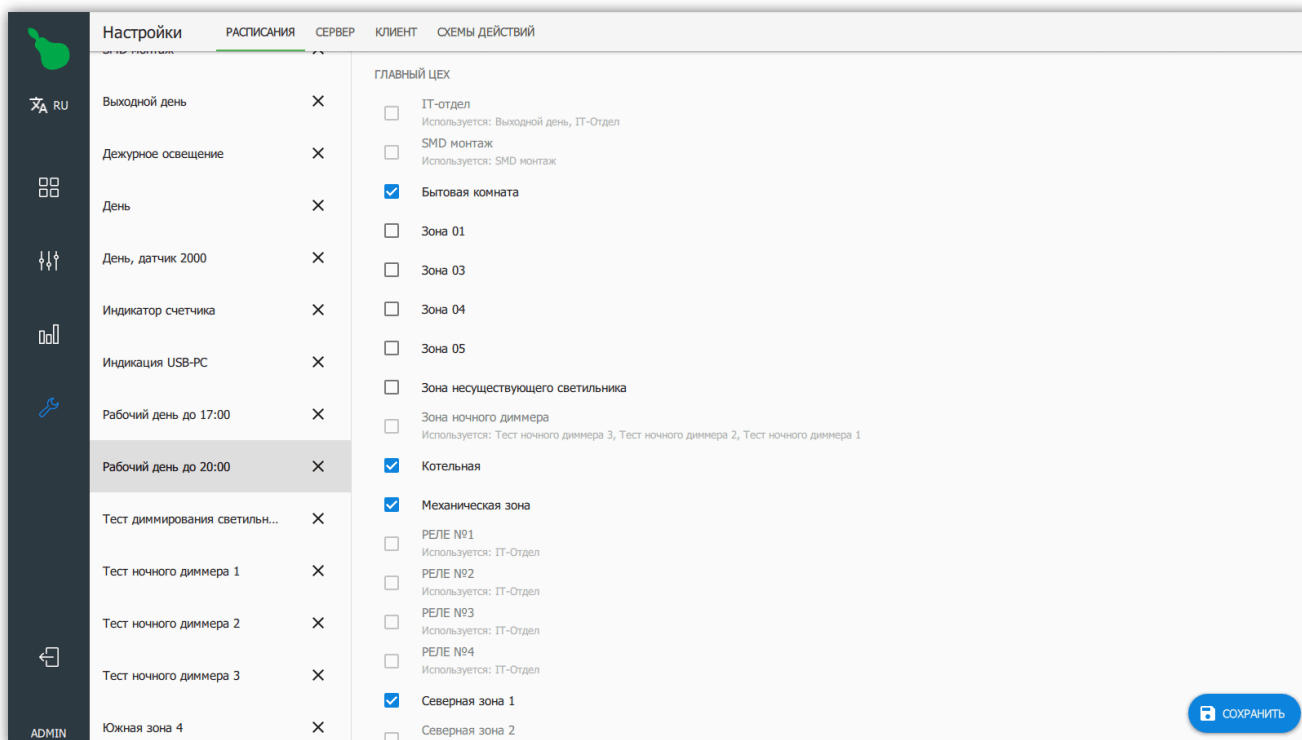 Настройки
РАСПИСАНИЯ
СЕРВЕР
КЛИЕНТ
СХЕМЫ ДЕЙСТВИЙ
RU
ADMIN
SMD монтаж
Выходной день
Дежурное освещение
День
День, датчик 2000
Индикатор счетчика
Индикация USB-PC
Рабочий день до 17:00
Рабочий день до 20:00
Тест диммирования светильн...
Тест ночного диммера 1
Тест ночного диммера 2
Тест ночного диммера 3
Южная зона 4
ГЛАВНЫЙ ЦЕХ
IT-отдел
Используется: Выходной день, IT-Отдел
SMD монтаж
Используется: SMD монтаж
Бытовая комната
Зона 01
Зона 03
Зона 04
Зона 05
Зона несуществующего светильника
Зона ночного диммера
Используется: Тест ночного диммера 3, Тест ночного диммера 2, Тест ночного диммера 1
Котельная
Механическая зона
РЕЛЕ №1
Используется: IT-Отдел
РЕЛЕ №2
Используется: IT-Отдел
РЕЛЕ №3
Используется: IT-Отдел
РЕЛЕ №4
Используется: IT-Отдел
Северная зона 1
Северная зона 2
СОХРАНИТЬ